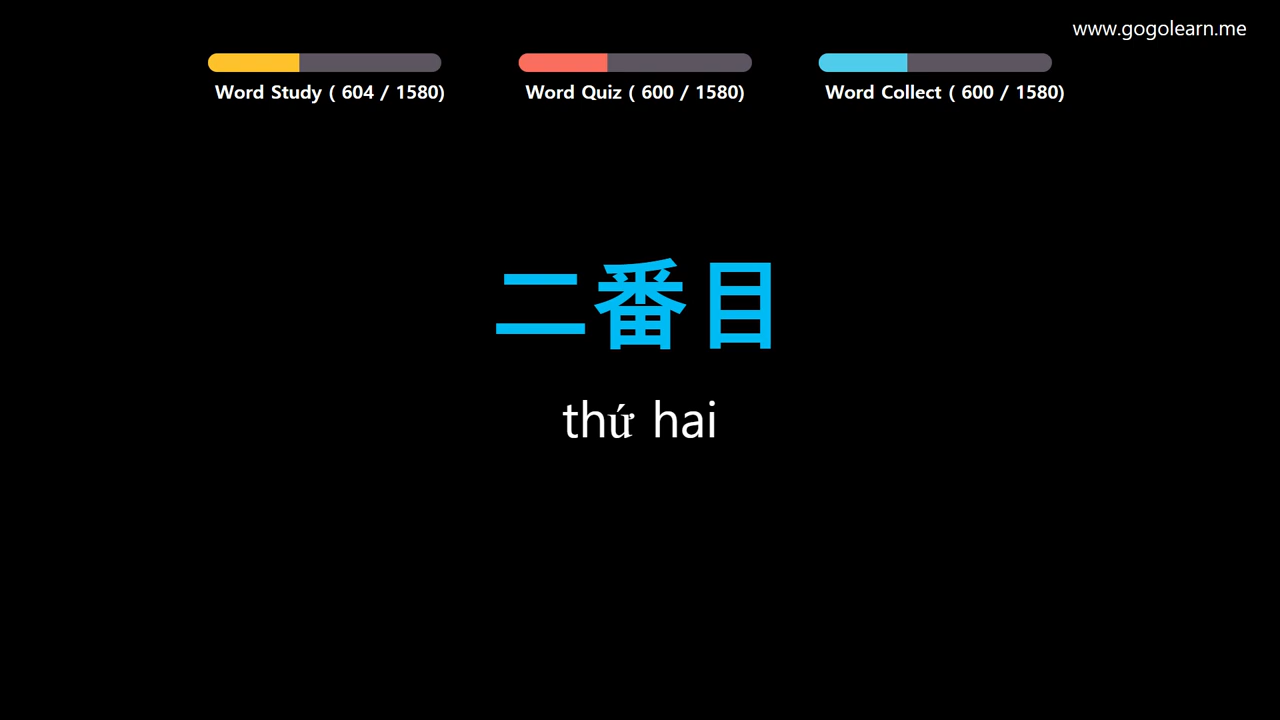 www.gogolearn.me
Word Study ( 604 / 1580)
Word Quiz ( 600 / 1580)
Word Collect ( 600 / 1580)
二番目
thứ hai